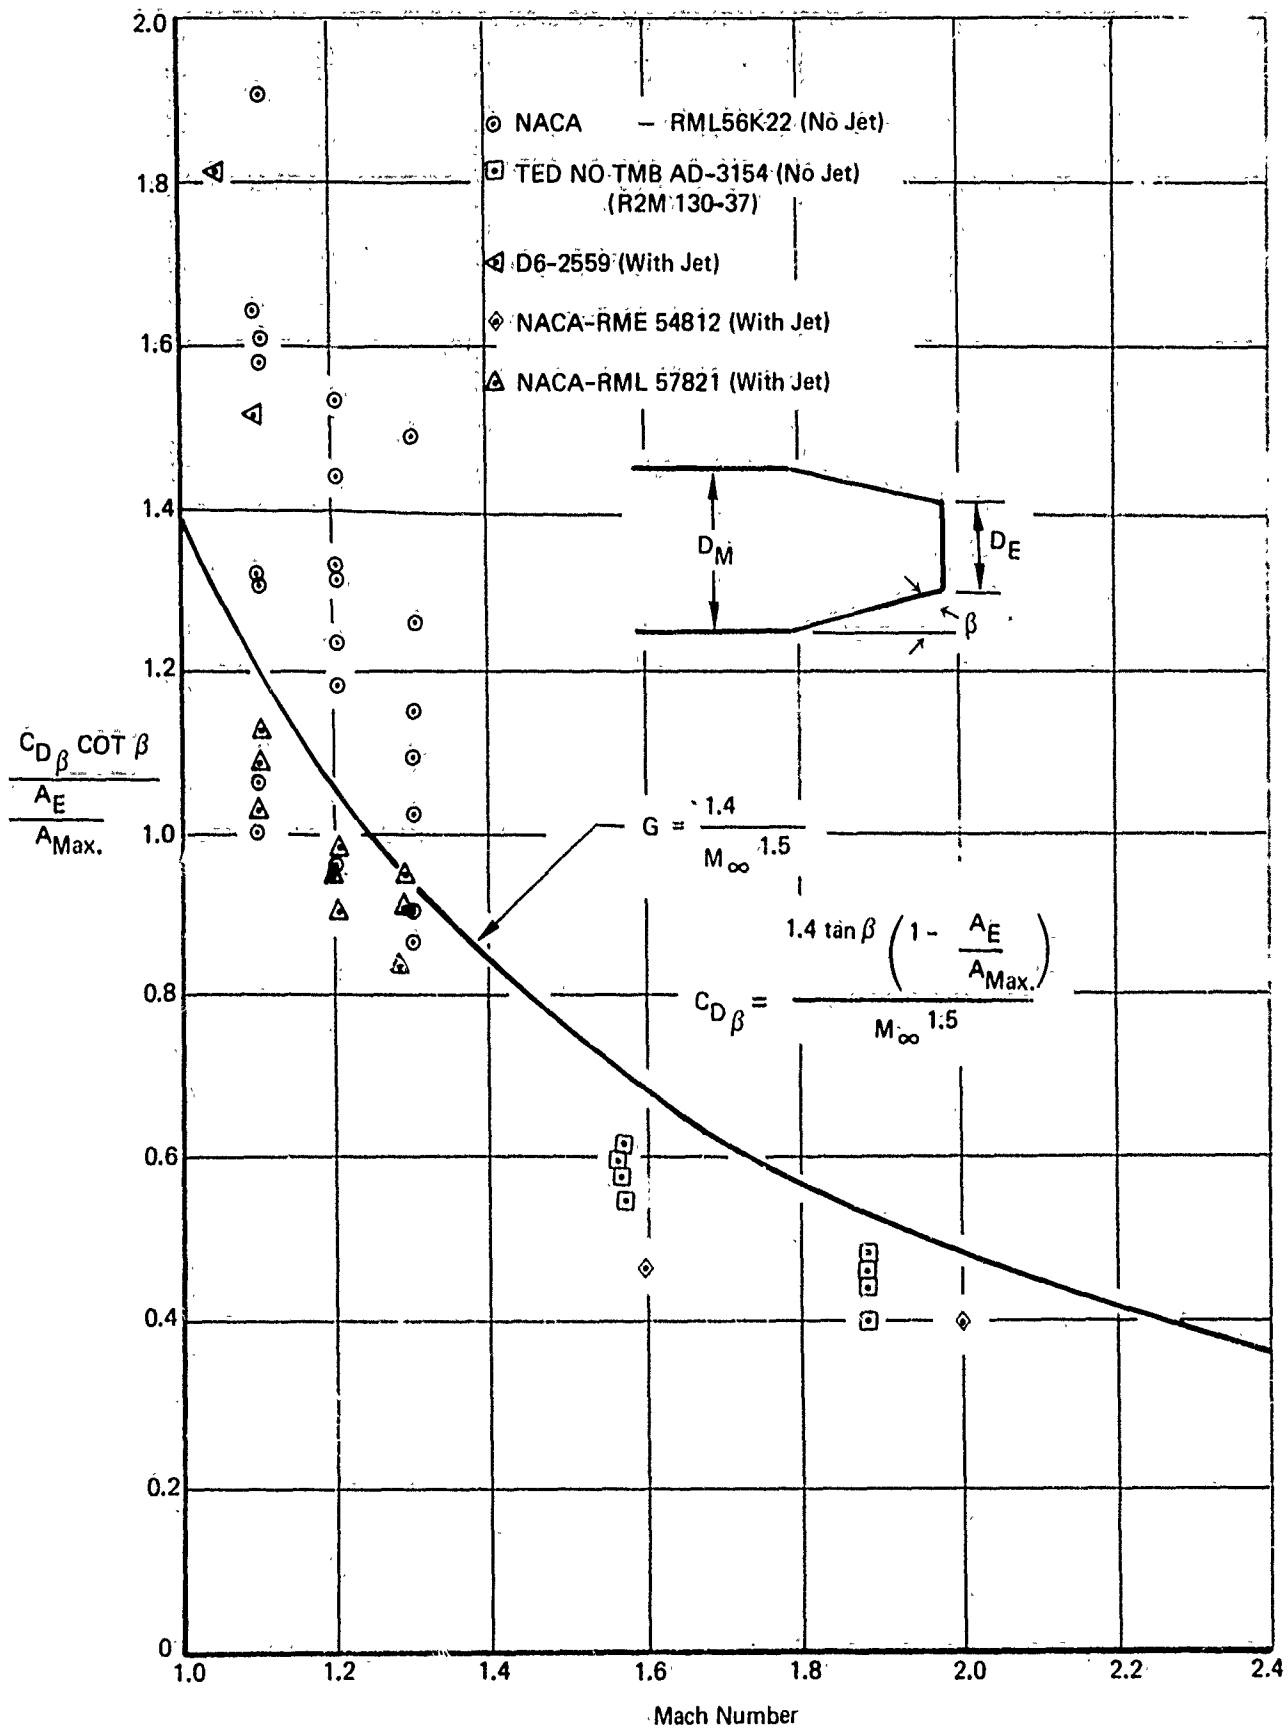 2.0
1.8
1.6
1.4
1.2
1.0
0.8
0.6
0.4
0.2
0
NACA – RML56K22 (No Jet)
TED NO TMB AD-3154 (No Jet)
(R2M 130-37)
D6-2559 (With Jet)
NACA-RME 54812 (With Jet)
NACA-RML 57821 (With Jet)
D_M
D_E
β
C_Dβ COT β
A_E
A_Max.
G = 1.4
M_∞ 1.5
1.4 tan β (1 - A_E
A_Max.)
C_Dβ =
M_∞ 1.5
1.0 1.2 1.4 1.6 1.8 2.0 2.2 2.4
Mach Number